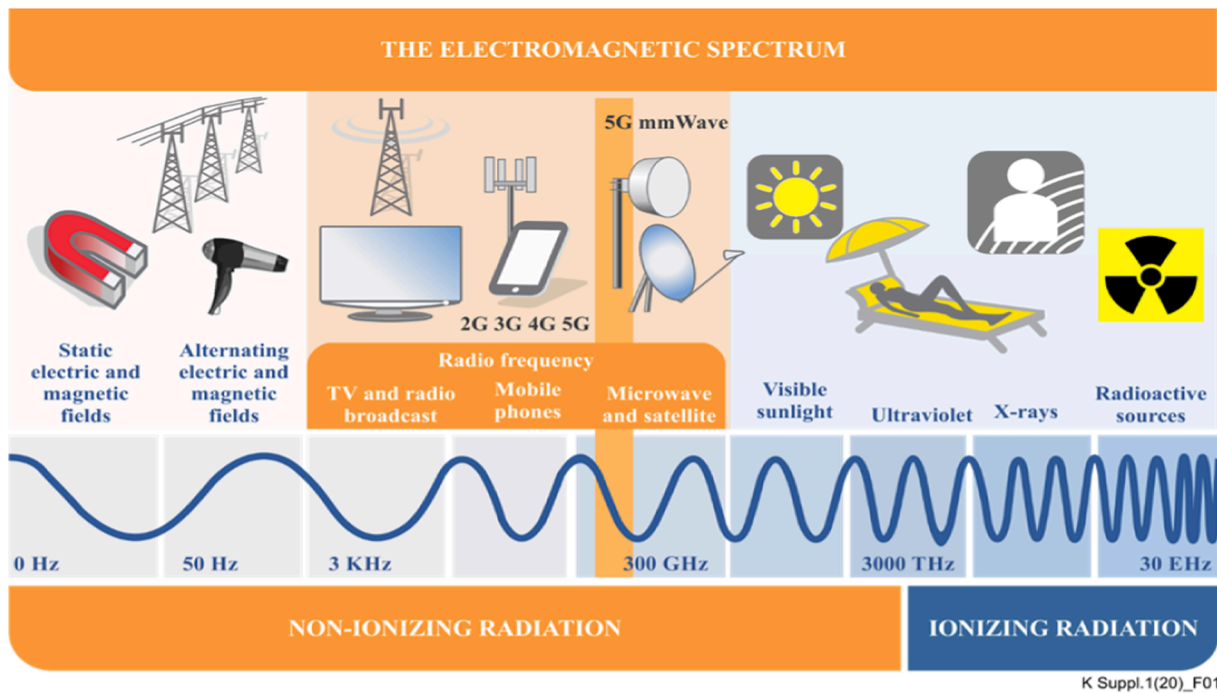 THE ELECTROMAGNETIC SPECTRUM
5G mmWave
2G 3G 4G 5G
Static
electric and
magnetic
fields
Alternating
electric and
magnetic
fields
Radio frequency
TV and radio
broadcast
Mobile
phones
Microwave
and satellite
Visible
sunlight
Ultraviolet
X-rays
Radioactive
sources
0 Hz
50 Hz
3 KHz
300 GHz
3000 THz
30 EHz
NON-IONIZING RADIATION
IONIZING RADIATION
K Suppl.1(20)_F01